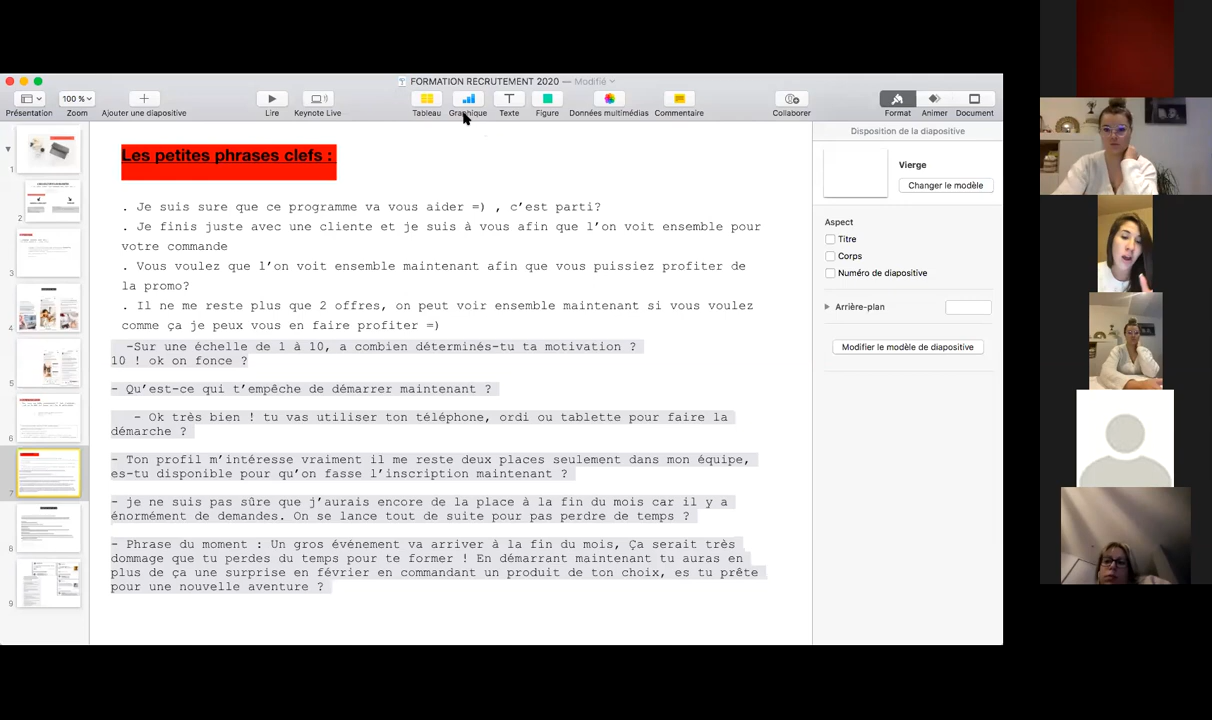 FORMATION RECRUTEMENT 2020 — Modifié
100 %
Présentation
Zoom
Ajouter une diapositive
Lire
Keynote Live
Tableau
Graphique
Texte
Figure
Données multimédias
Commentaire
Collaborer
Format
Animer
Document
1
2
3
4
5
6
7
8
9
Les petites phrases clefs :
. Je suis sure que ce programme va vous aider =) , c’est parti?
. Je finis juste avec une cliente et je suis à vous afin que l’on voit ensemble pour
votre commande
. Vous voulez que l’on voit ensemble maintenant afin que vous puissiez profiter de
la promo?
. Il ne me reste plus que 2 offres, on peut voir ensemble maintenant si vous voulez
comme ça je peux vous en faire profiter =)
-Sur une échelle de 1 à 10, a combien déterminés-tu ta motivation ?
10 ! ok on fonce ?
- Qu’est-ce qui t’empêche de démarrer maintenant ?
- Ok très bien ! tu vas utiliser ton téléphone, ordi ou tablette pour faire la
démarche ?
- Ton profil m’intéresse vraiment il me reste deux places seulement dans mon équipe,
es-tu disponible pour qu’on fasse l’inscription maintenant ?
- je ne suis pas sûre que j’aurais encore de la place à la fin du mois car il y a
énormément de demandes. On se lance tout de suite pour pas perdre de temps ?
- Phrase du moment : Un gros événement va arriver à la fin du mois, Ça serait très
dommage que tu perdes du temps pour te former ! En démarrant maintenant tu auras en
plus de ça une surprise en février en commandant un produit de ton choix, es tu prête
pour une nouvelle aventure ?
Disposition de la diapositive
Vierge
Changer le modèle
Aspect
Titre
Corps
Numéro de diapositive
Arrière-plan
Modifier le modèle de diapositive